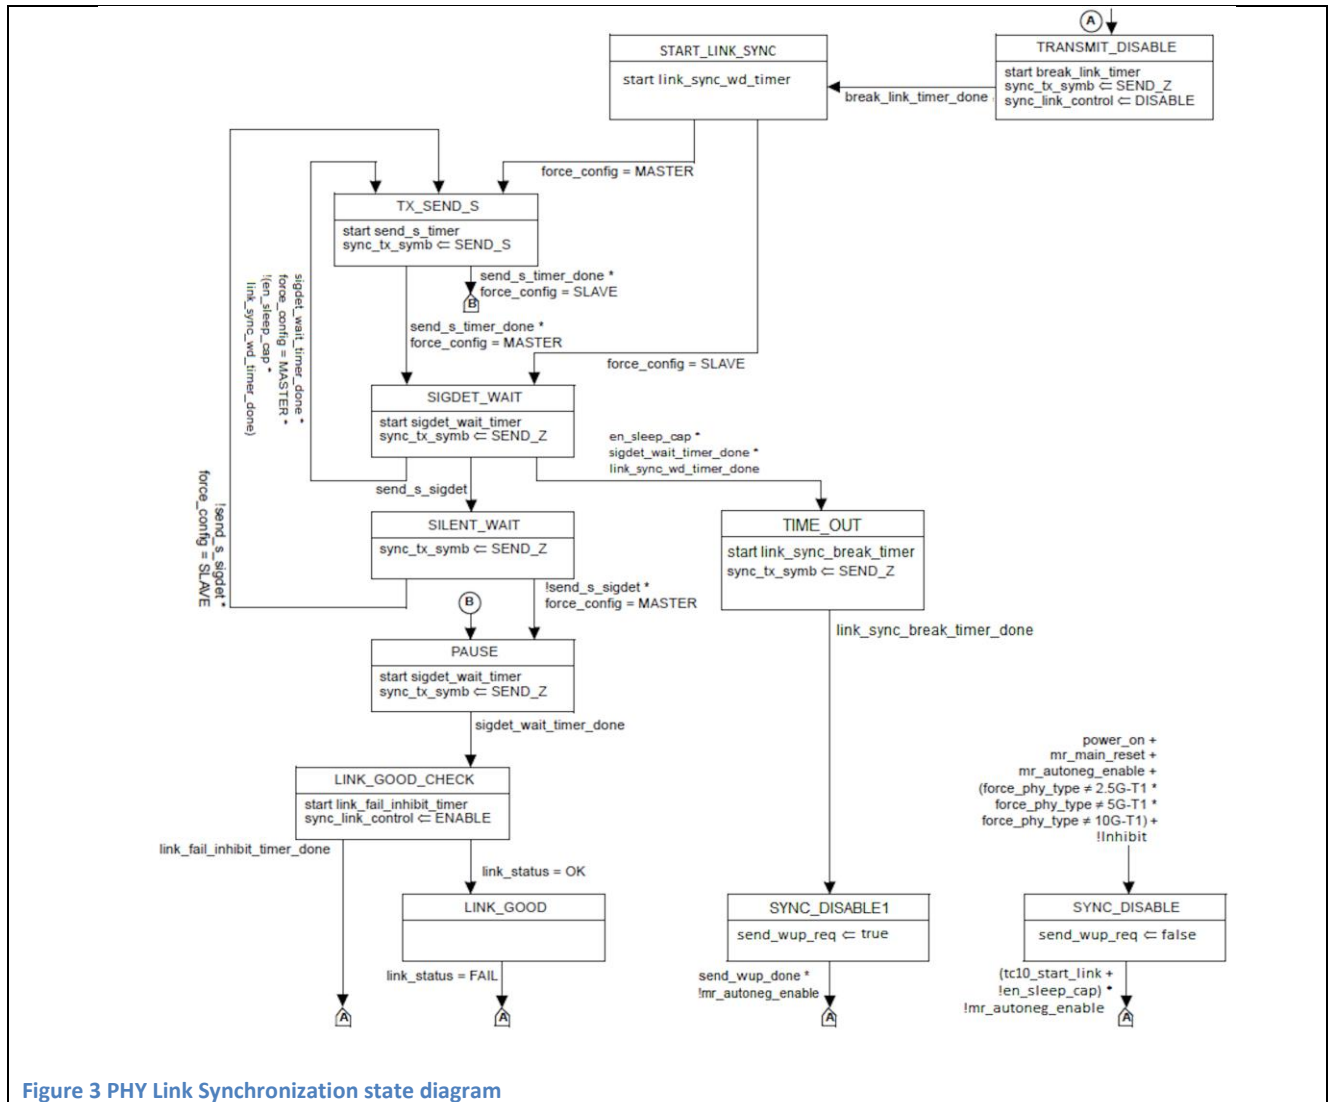 A
START_LINK_SYNC
start link_sync_wd_timer
TRANSMIT_DISABLE
start break_link_timer
sync_tx_symb ⇐ SEND_Z
sync_link_control ⇐ DISABLE
break_link_timer_done
force_config = MASTER
TX_SEND_S
start send_s_timer
sync_tx_symb ⇐ SEND_S
send_s_timer_done *
force_config = SLAVE
B
send_s_timer_done *
force_config = MASTER
force_config = SLAVE
sigdet_wait_timer_done *
force_config = MASTER *
!(en_sleep_cap *
link_sync_wd_timer_done)
SIGDET_WAIT
start sigdet_wait_timer
sync_tx_symb ⇐ SEND_Z
en_sleep_cap *
sigdet_wait_timer_done *
link_sync_wd_timer_done
send_s_sigdet
!send_s_sigdet *
force_config = SLAVE
SILENT_WAIT
sync_tx_symb ⇐ SEND_Z
TIME_OUT
start link_sync_break_timer
sync_tx_symb ⇐ SEND_Z
!send_s_sigdet *
force_config = MASTER
B
link_sync_break_timer_done
PAUSE
start sigdet_wait_timer
sync_tx_symb ⇐ SEND_Z
sigdet_wait_timer_done
power_on +
mr_main_reset +
mr_autoneg_enable +
(force_phy_type ≠ 2.5G-T1 *
force_phy_type ≠ 5G-T1 *
force_phy_type ≠ 10G-T1) +
!Inhibit
LINK_GOOD_CHECK
start link_fail_inhibit_timer
sync_link_control ⇐ ENABLE
link_fail_inhibit_timer_done
link_status = OK
LINK_GOOD
SYNC_DISABLE1
send_wup_req ⇐ true
SYNC_DISABLE
send_wup_req ⇐ false
link_status = FAIL
send_wup_done *
!mr_autoneg_enable
(tc10_start_link +
!en_sleep_cap) *
!mr_autoneg_enable
A
A
A
A
Figure 3 PHY Link Synchronization state diagram